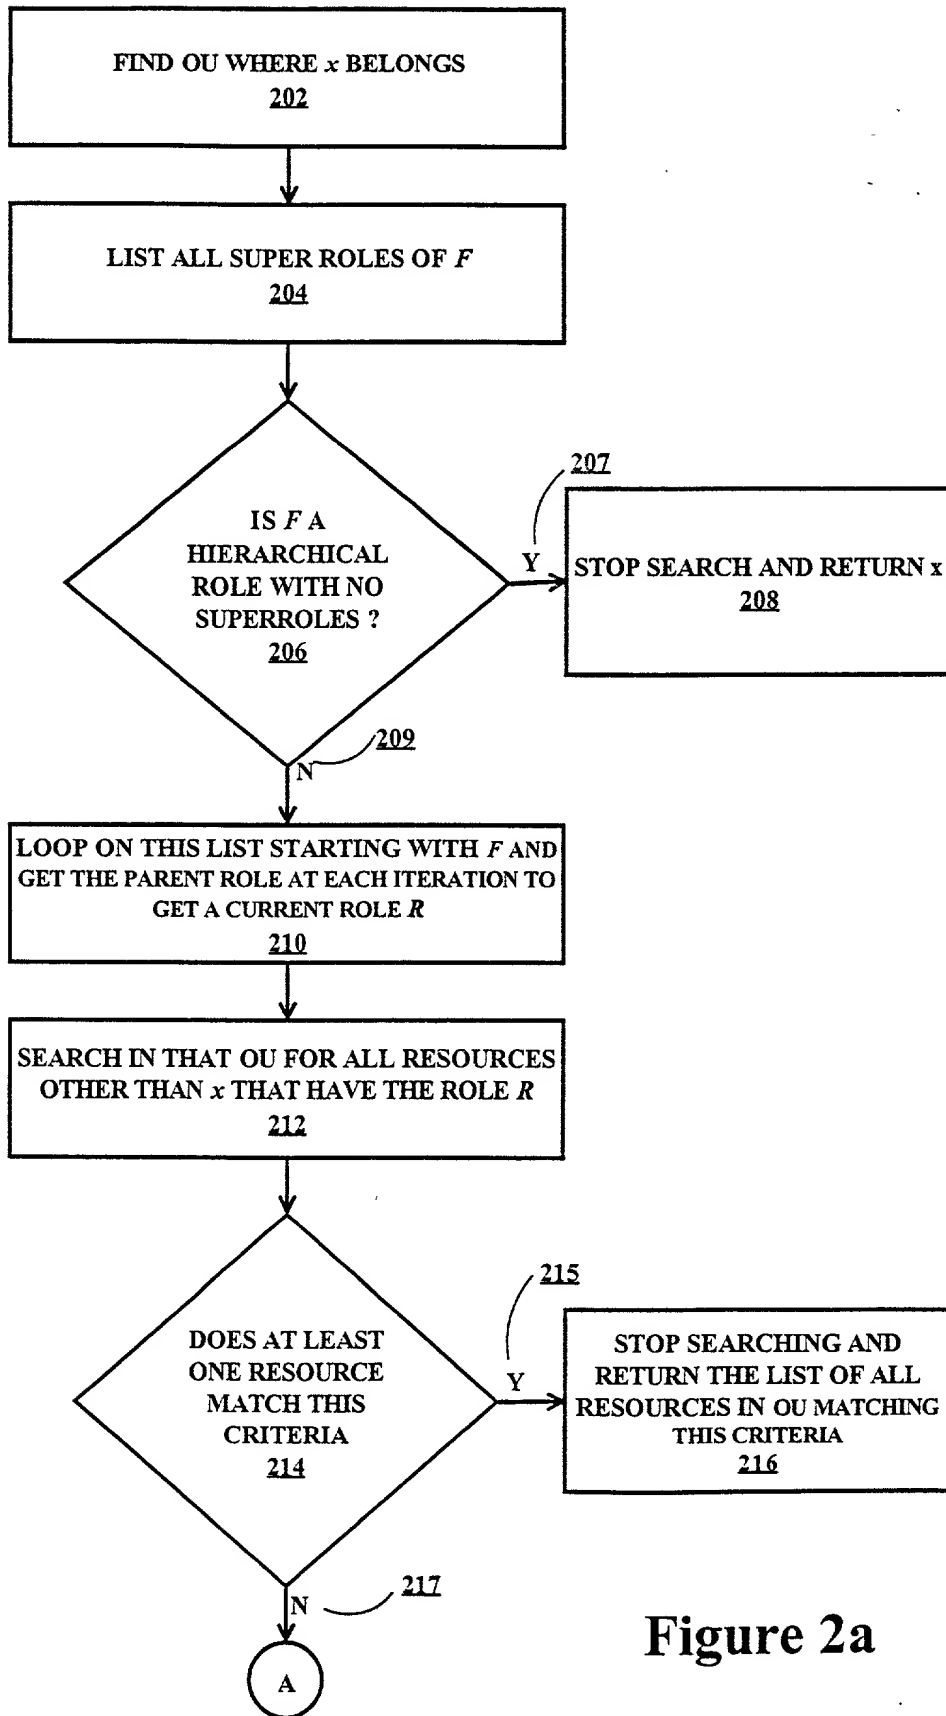 FIND OU WHERE x BELONGS
202
LIST ALL SUPER ROLES OF F
204
IS F A
HIERARCHICAL
ROLE WITH NO
SUPERROLES ?
206
207
Y
STOP SEARCH AND RETURN x
208
209
N
LOOP ON THIS LIST STARTING WITH F AND
GET THE PARENT ROLE AT EACH ITERATION TO
GET A CURRENT ROLE R
210
SEARCH IN THAT OU FOR ALL RESOURCES
OTHER THAN x THAT HAVE THE ROLE R
212
DOES AT LEAST
ONE RESOURCE
MATCH THIS
CRITERIA
214
215
Y
STOP SEARCHING AND
RETURN THE LIST OF ALL
RESOURCES IN OU MATCHING
THIS CRITERIA
216
217
N
A
Figure 2a